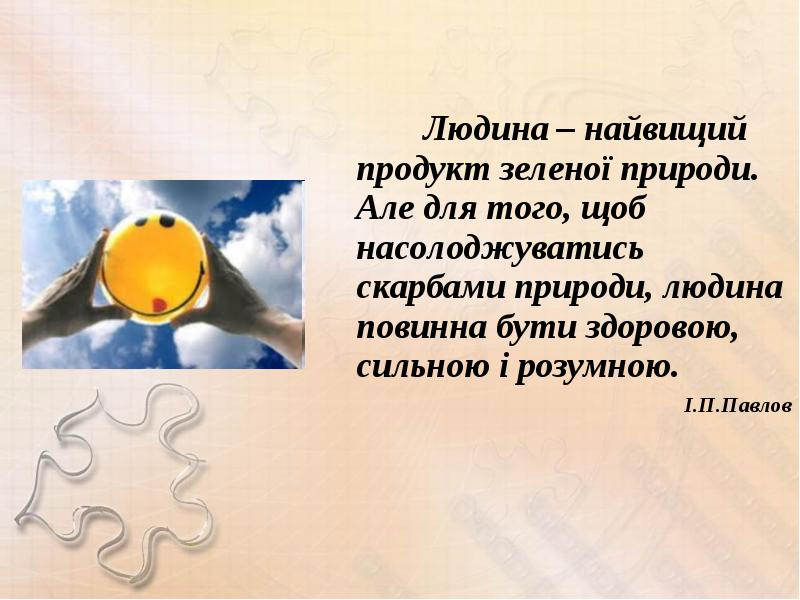 Людина – найвищий
продукт зеленої природи.
Але для того, щоб
насолоджуватись
скарбами природи, людина
повинна бути здоровою,
сильною і розумною.
І.П.Павлов